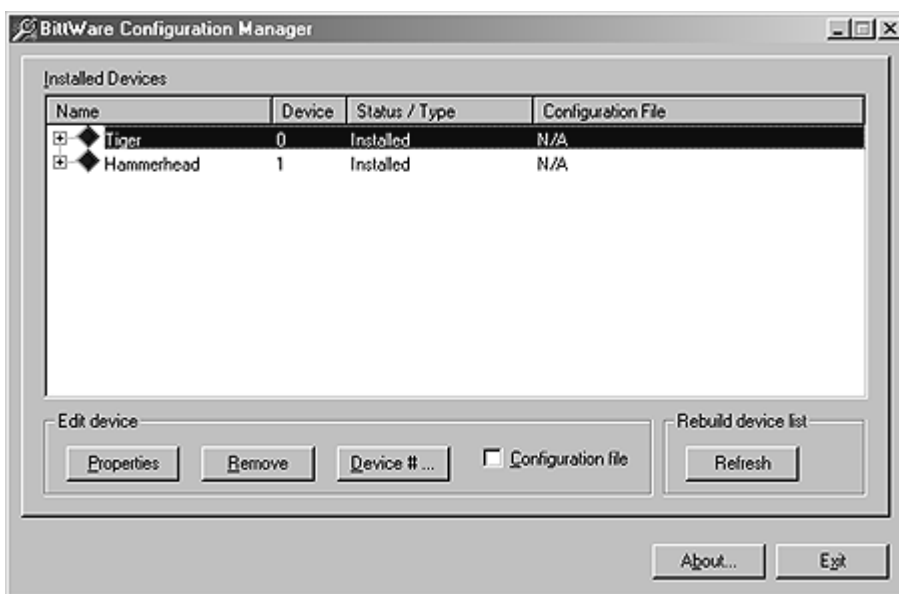 BittWare Configuration Manager
Installed Devices
Name Device Status / Type Configuration File
Tiger 0 Installed N/A
Hammerhead 1 Installed N/A
Edit device Rebuild device list
Properties Remove Device # ... Configuration file Refresh
About... Exit